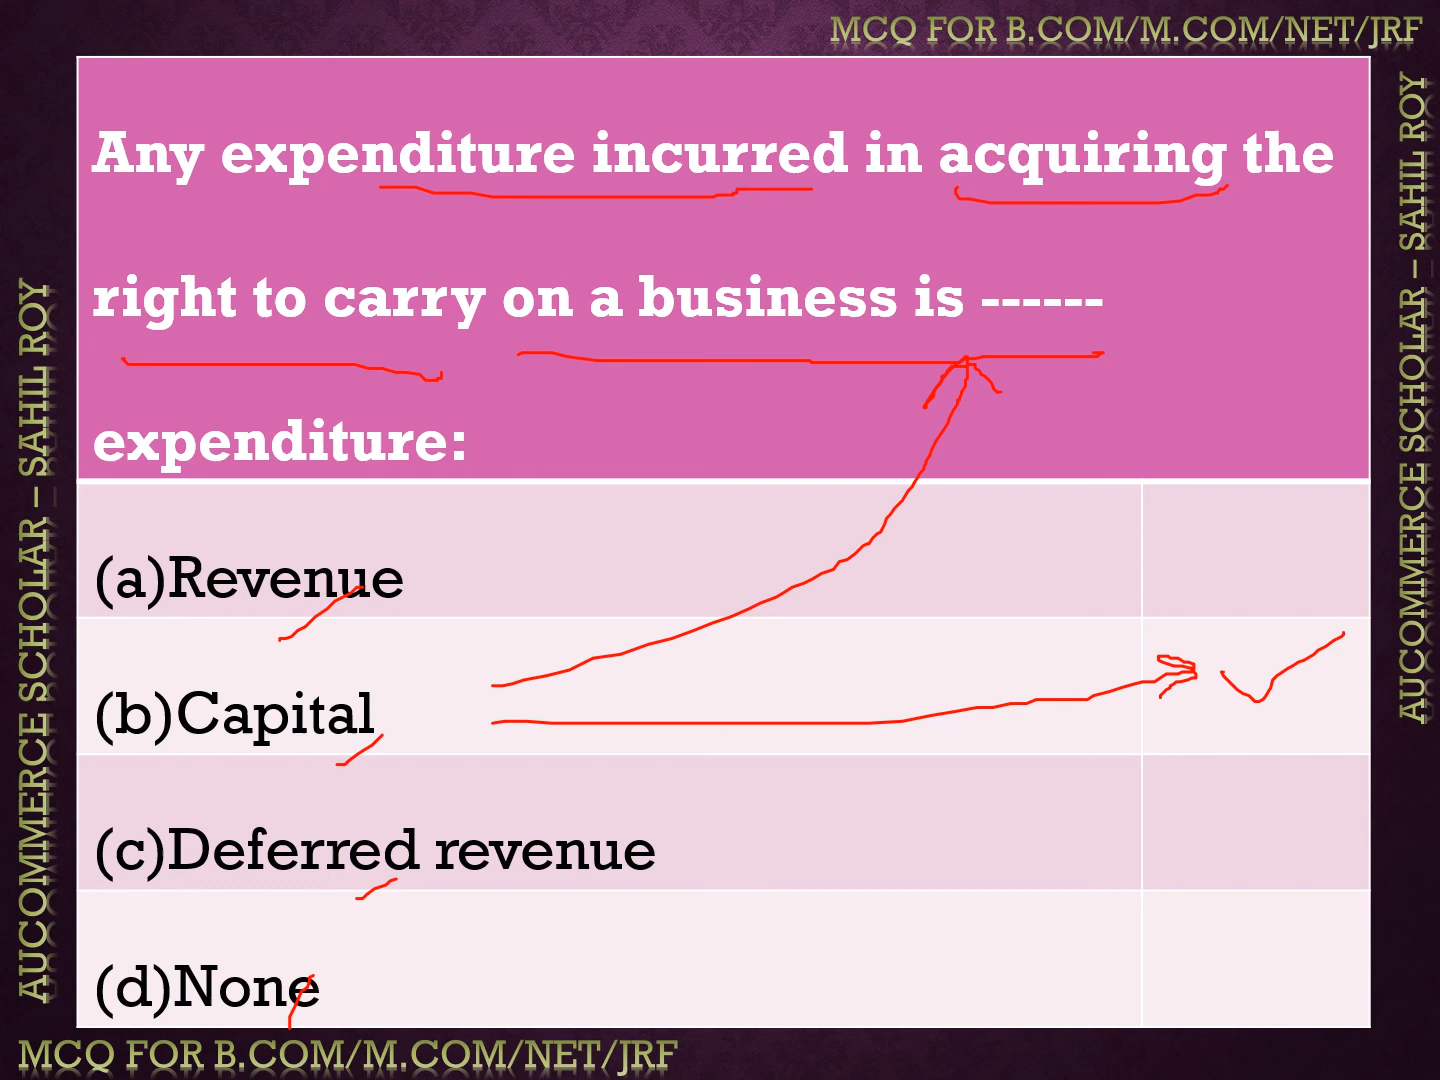 MCQ FOR B.COM/M.COM/NET/JRF
Any expenditure incurred in acquiring the
right to carry on a business is ------
expenditure:
(a)Revenue
(b)Capital
(c)Deferred revenue
(d)None
AUCOMMERCE SCHOLAR – SAHIL ROY
AUCOMMERCE SCHOLAR – SAHIL ROY
MCQ FOR B.COM/M.COM/NET/JRF